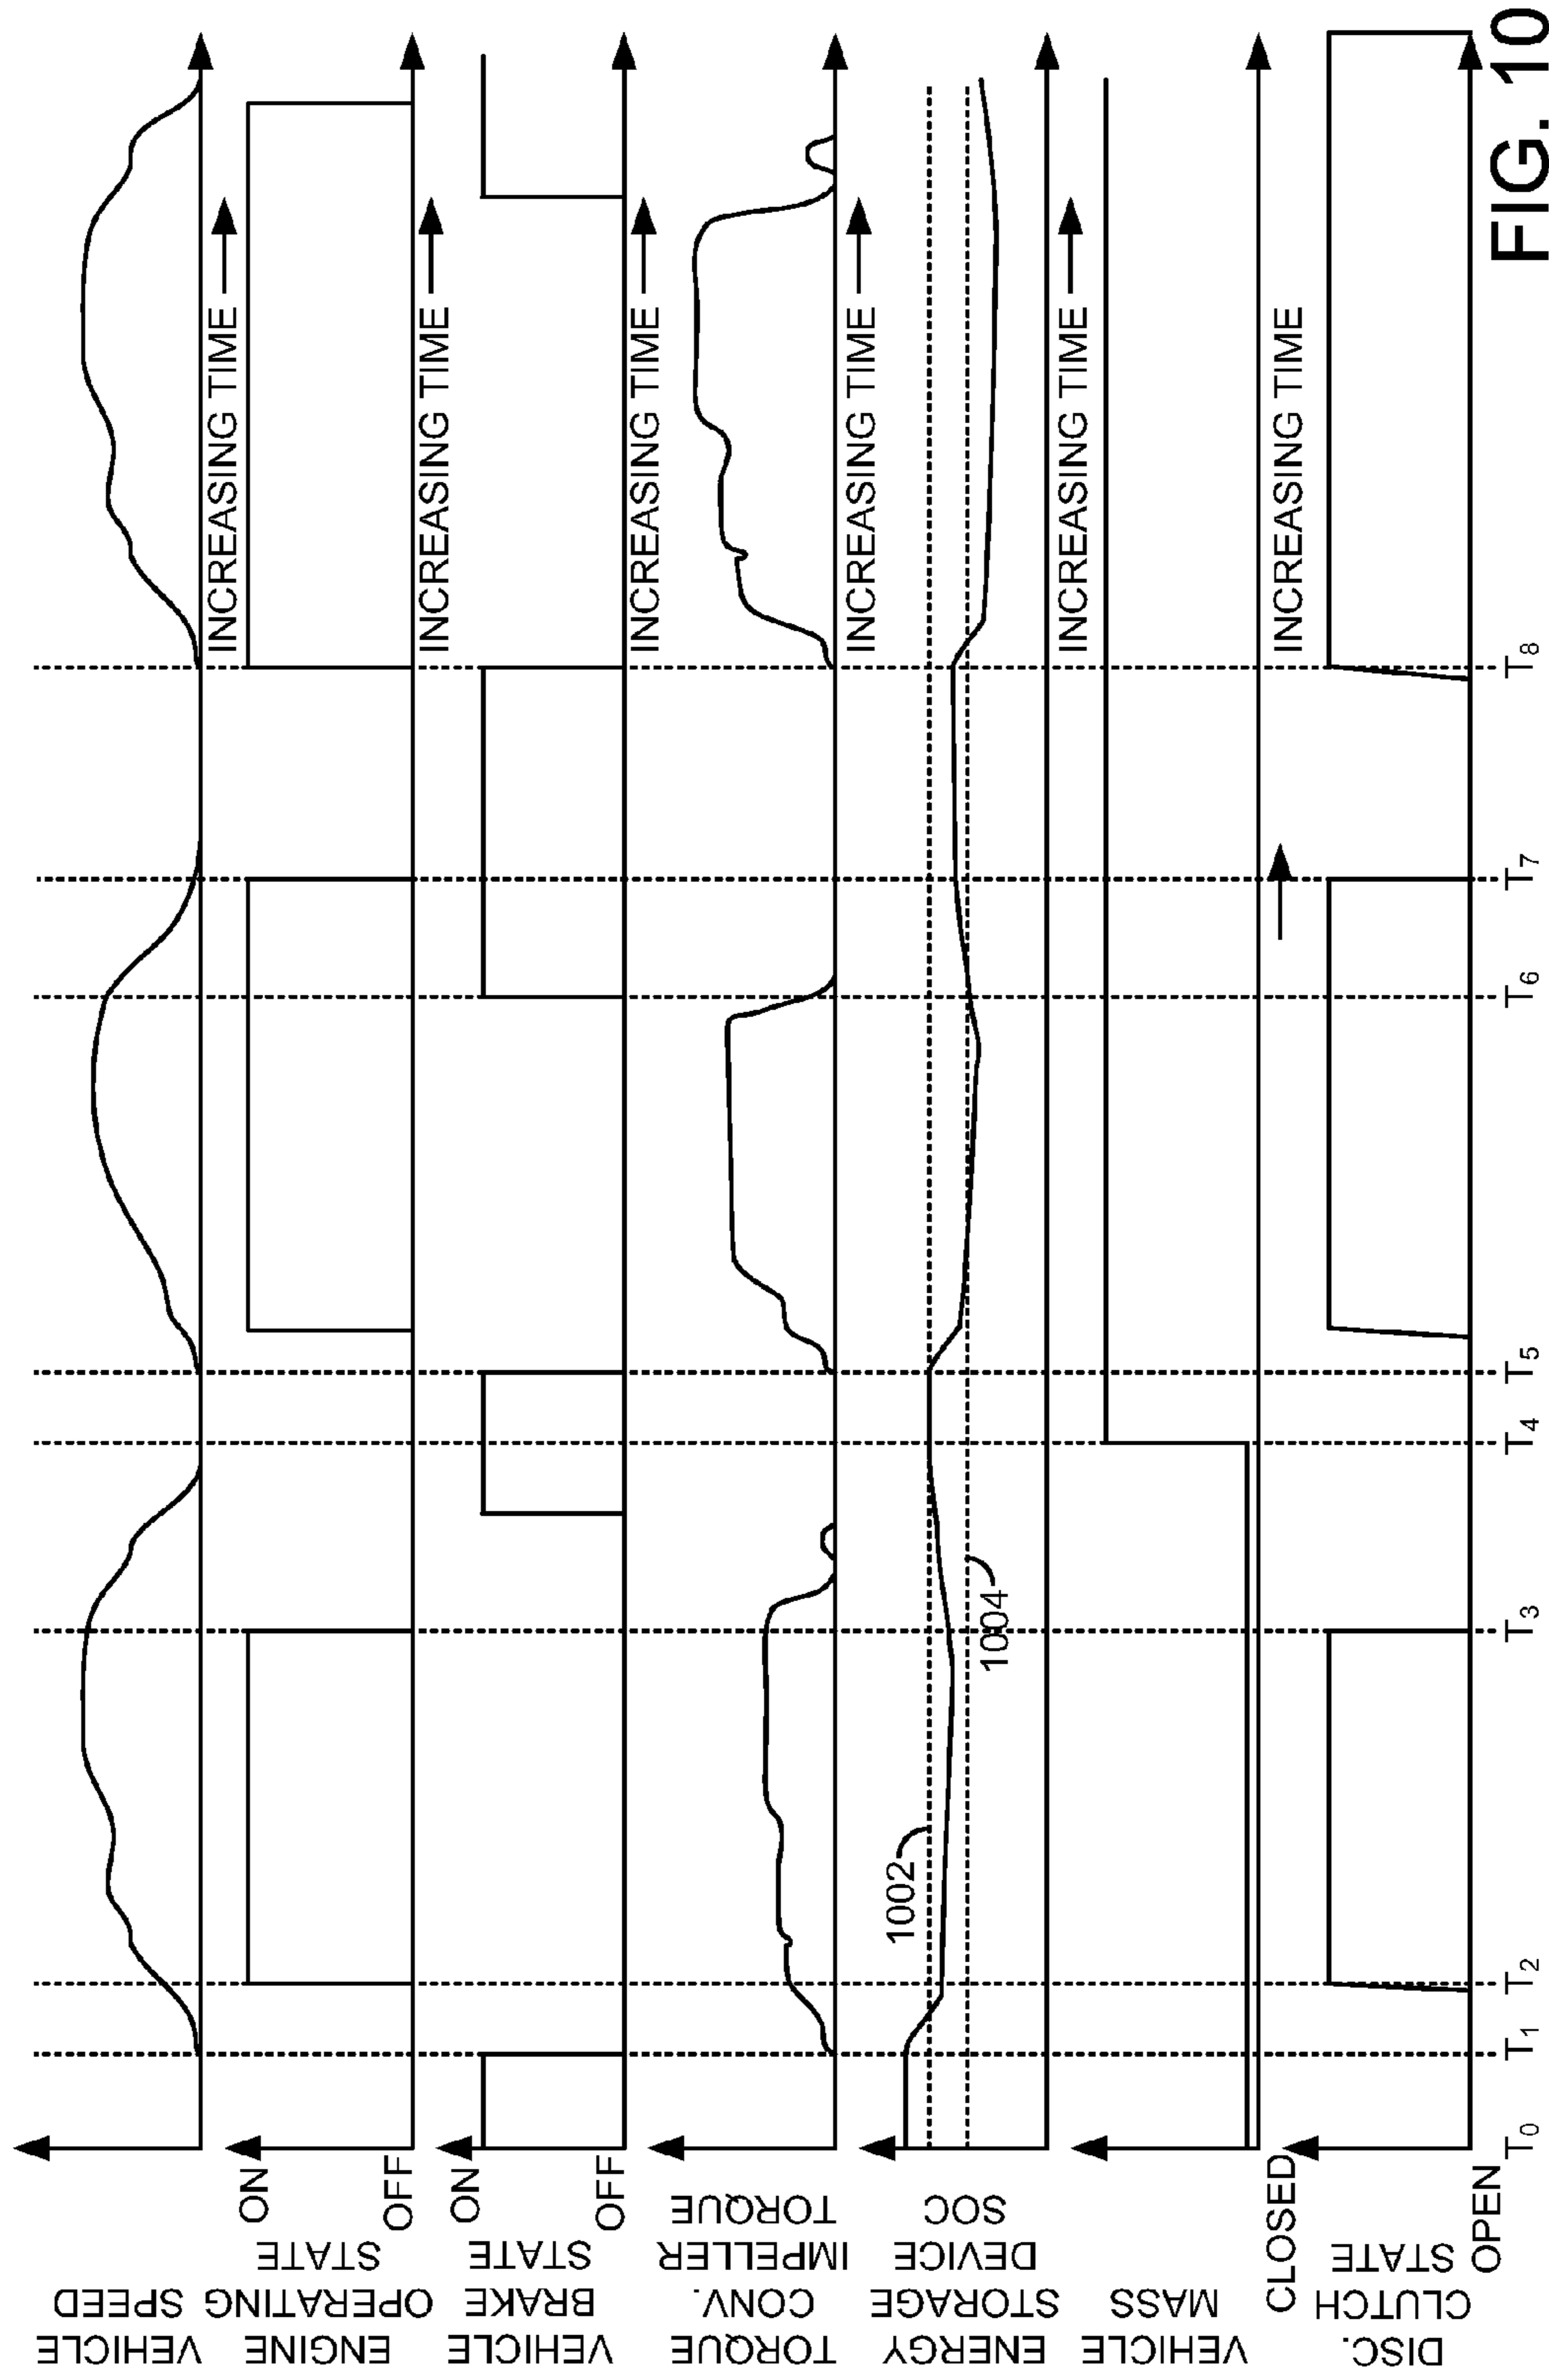 VEHICLE
SPEED
ENGINE
OPERATING
STATE
ON
OFF
INCREASING TIME
VEHICLE
BRAKE
STATE
ON
OFF
INCREASING TIME
TORQUE
CONV.
IMPELLER
TORQUE
INCREASING TIME
ENERGY
STORAGE
DEVICE
SOC
1002
1004
INCREASING TIME
VEHICLE
MASS
INCREASING TIME
DISC.
CLUTCH
STATE
CLOSED
OPEN
INCREASING TIME
T0 T1 T2 T3 T4 T5 T6 T7 T8
FIG. 10